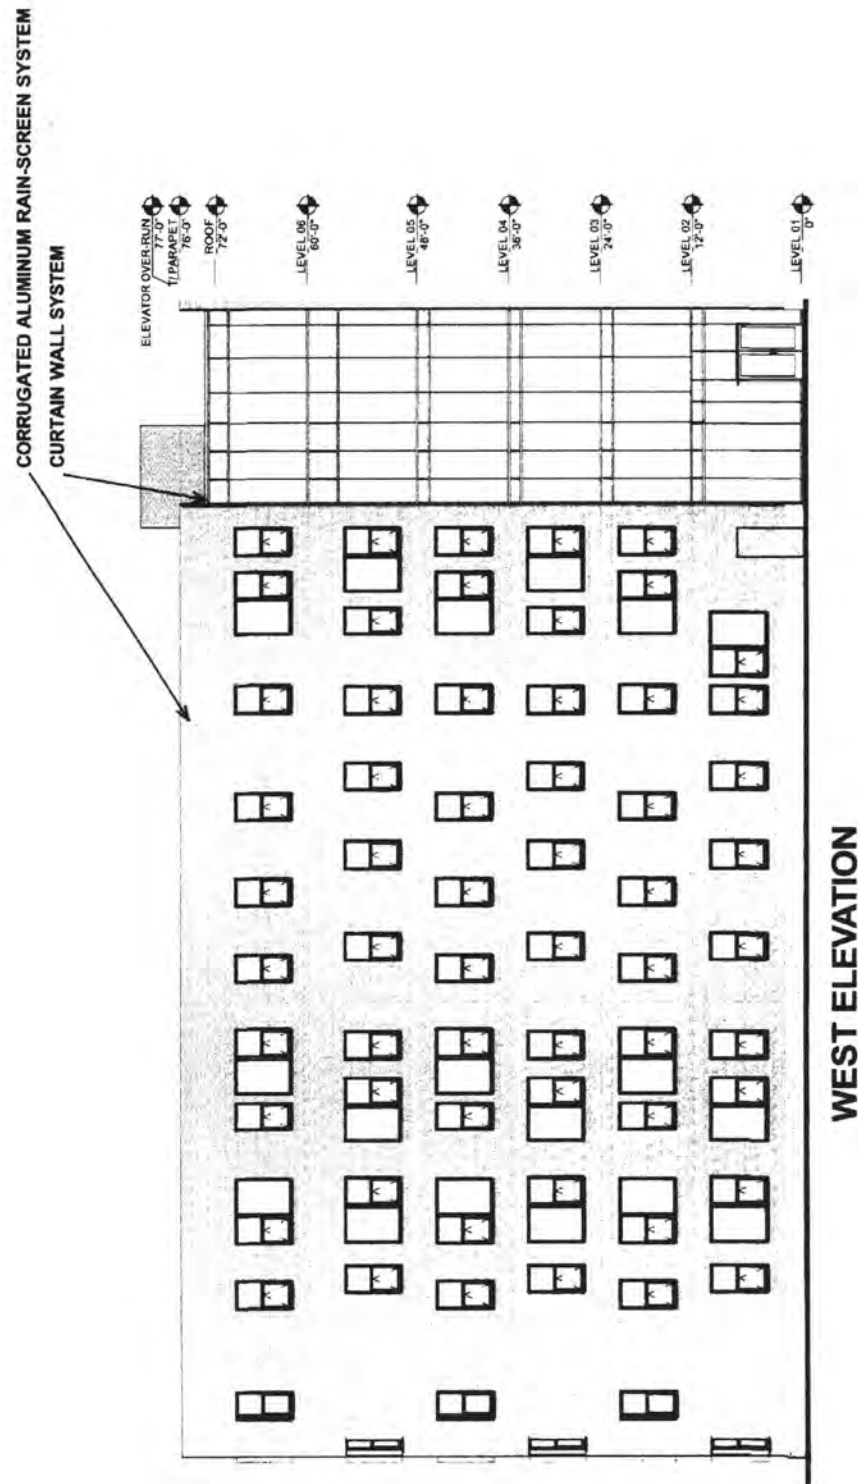 CORRUGATED ALUMINUM RAIN-SCREEN SYSTEM
CURTAIN WALL SYSTEM
ELEVATOR OVER-RUN
77'-0"
T/ PARAPET
76'-0"
ROOF
72'-0"
LEVEL 06
60'-0"
LEVEL 05
48'-0"
LEVEL 04
36'-0"
LEVEL 03
24'-0"
LEVEL 02
12'-0"
LEVEL 01
0"
WEST ELEVATION